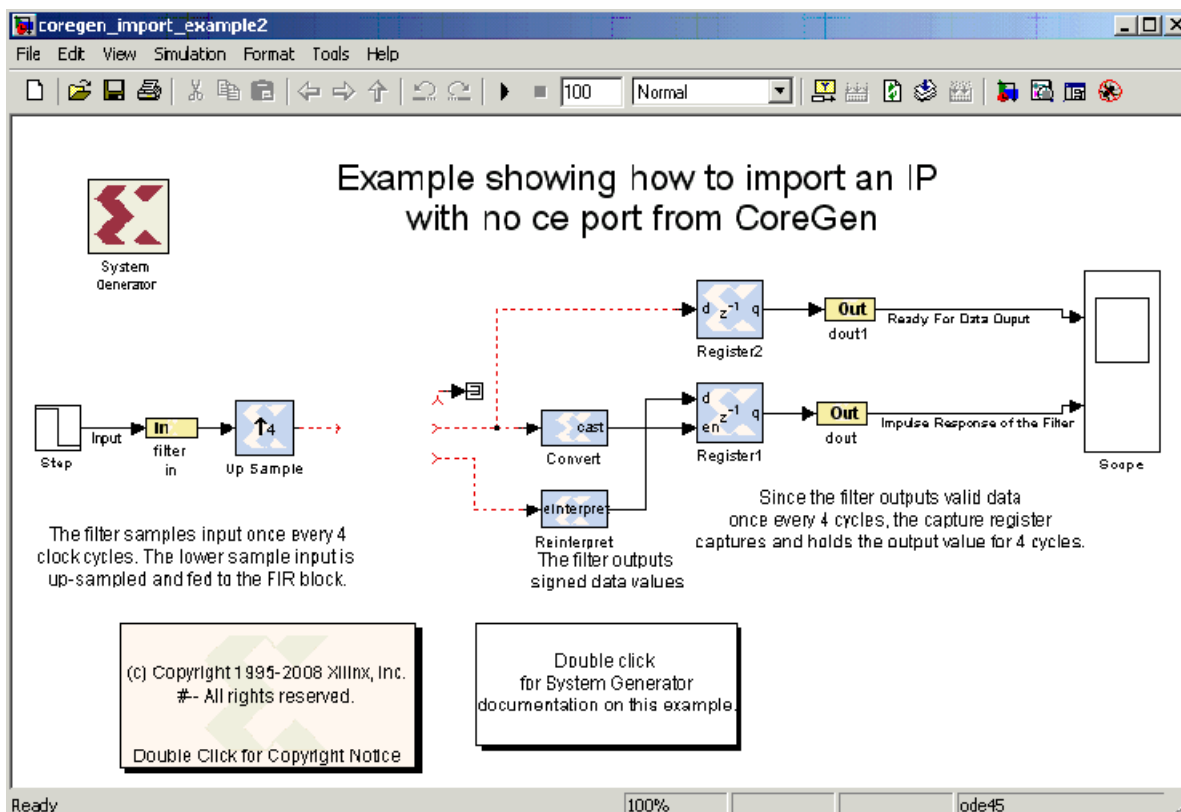 coregen_import_example2
File Edit View Simulation Format Tools Help
100 Normal
Example showing how to import an IP
with no ce port from CoreGen
System
Generator
d z⁻¹ q
Register2
Out
dout1
Ready For Data Ouput
Step
Input
In
filter
in
↑4
Up Sample
cast
Convert
d
en z⁻¹ q
Register1
Out
dout
Impulse Response of the Filter
Scope
eInterpret
Reinterpret
The filter samples input once every 4
clock cycles. The lower sample input is
up-sampled and fed to the FIR block.
The filter outputs
signed data values
Since the filter outputs valid data
once every 4 cycles, the capture register
captures and holds the output value for 4 cycles.
(c) Copyright 1995-2008 Xilinx, Inc.
#-- All rights reserved.
Double Click for Copyright Notice
Double click
for System Generator
documentation on this example.
Ready 100% ode45